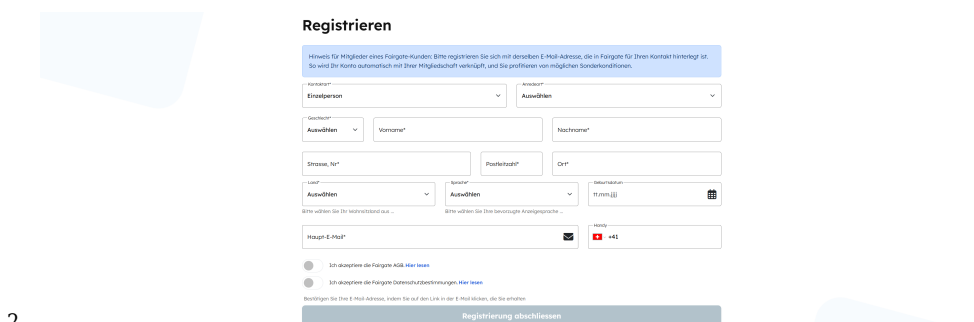 Registrieren
Hinweis für Mitglieder eines Fairgate-Kunden: Bitte registrieren Sie sich mit derselben E-Mail-Adresse, die in Fairgate für Ihren Kontakt hinterlegt ist.
So wird Ihr Konto automatisch mit Ihrer Mitgliedschaft verknüpft, und Sie profitieren von möglichen Sonderkonditionen.
Kontaktart* Anredeart*
Einzelperson Auswählen
Geschlecht*
Auswählen Vorname* Nachname*
Strasse, Nr* Postleitzahl* Ort*
Land* Sprache* Geburtsdatum
Auswählen Auswählen tt.mm.jjjj
Bitte wählen Sie Ihr Wohnsitzland aus ... Bitte wählen Sie Ihre bevorzugte Anzeigesprache ...
Handy
Haupt-E-Mail* +41
Ich akzeptiere die Fairgate AGB. Hier lesen
Ich akzeptiere die Fairgate Datenschutzbestimmungen. Hier lesen
Bestätigen Sie Ihre E-Mail-Adresse, indem Sie auf den Link in der E-Mail klicken, die Sie erhalten
Registrierung abschliessen